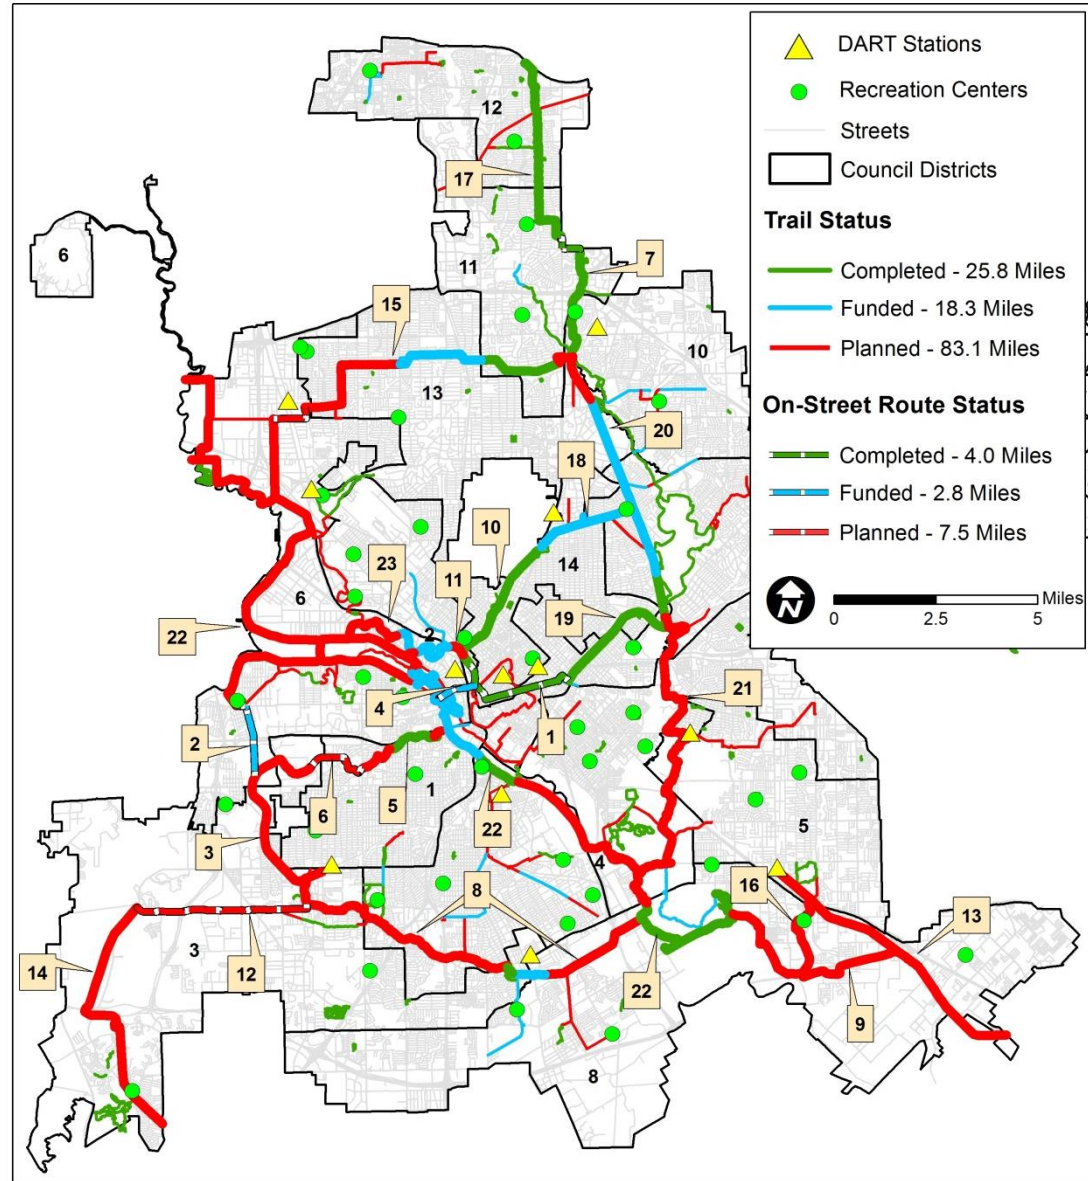 DART Stations
Recreation Centers
Streets
Council Districts
Trail Status
Completed - 25.8 Miles
Funded - 18.3 Miles
Planned - 83.1 Miles
On-Street Route Status
Completed - 4.0 Miles
Funded - 2.8 Miles
Planned - 7.5 Miles
N
Miles
0 2.5 5
12
17
6
11
7
15
10
13
20
18
10
14
23
11
6
19
2
22
4
21
2
1
6
5
1
22
5
3
4
8
16
13
14
3
12
22
9
8